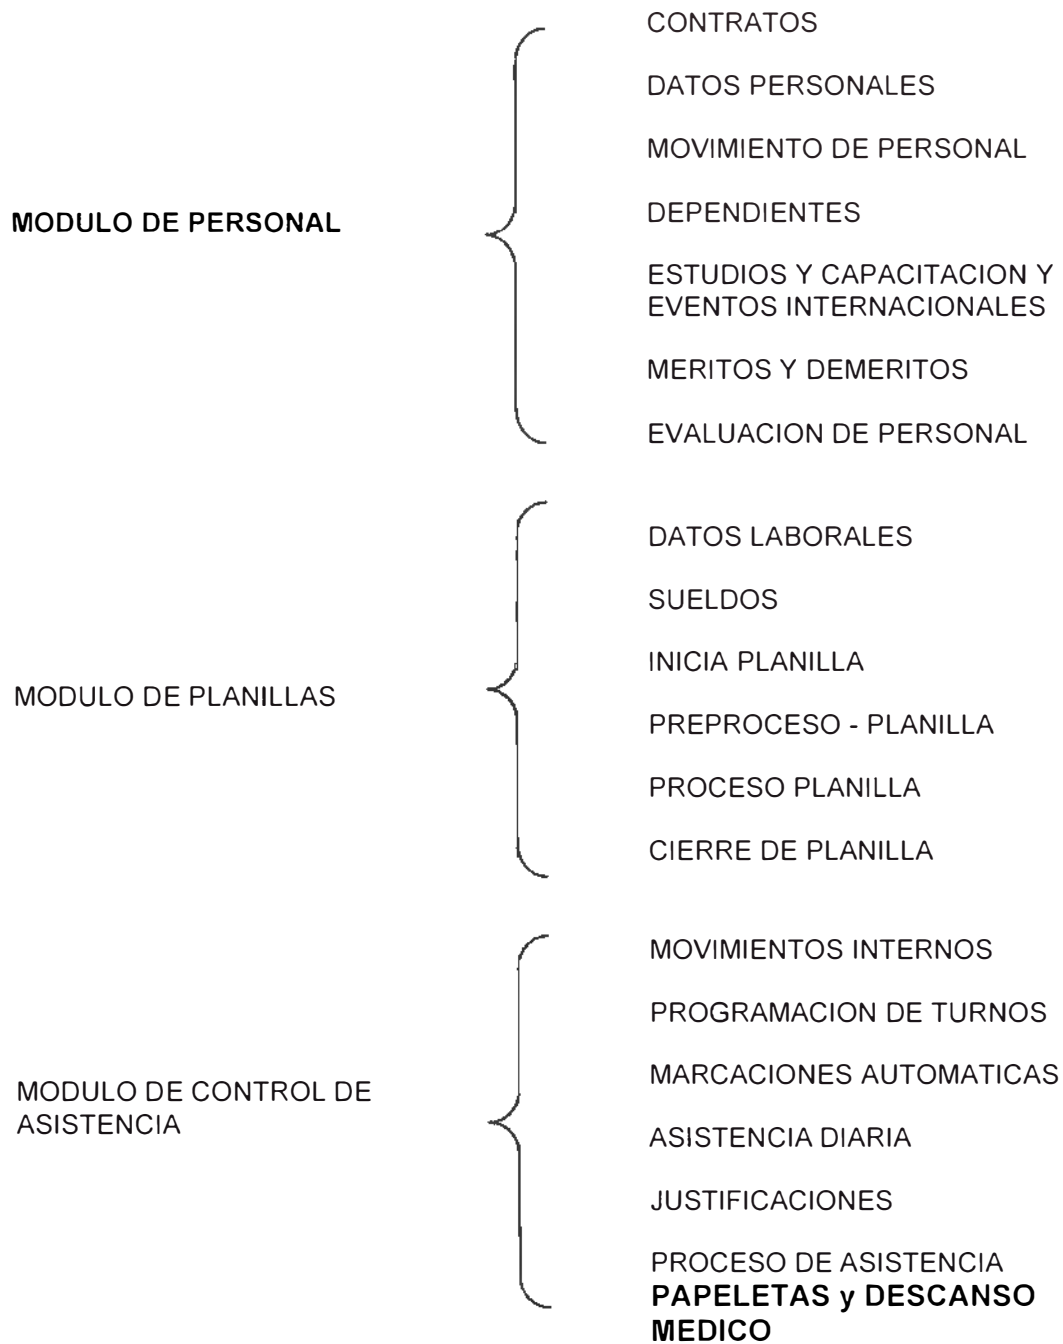 MODULO DE PERSONAL
CONTRATOS
DATOS PERSONALES
MOVIMIENTO DE PERSONAL
DEPENDIENTES
ESTUDIOS Y CAPACITACION Y
EVENTOS INTERNACIONALES
MERITOS Y DEMERITOS
EVALUACION DE PERSONAL
MODULO DE PLANILLAS
DATOS LABORALES
SUELDOS
INICIA PLANILLA
PREPROCESO - PLANILLA
PROCESO PLANILLA
CIERRE DE PLANILLA
MODULO DE CONTROL DE
ASISTENCIA
MOVIMIENTOS INTERNOS
PROGRAMACION DE TURNOS
MARCACIONES AUTOMATICAS
ASISTENCIA DIARIA
JUSTIFICACIONES
PROCESO DE ASISTENCIA
PAPELETAS y DESCANSO
MEDICO